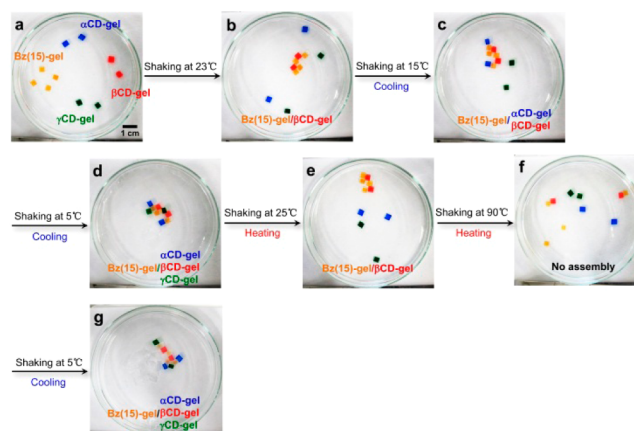 a
αCD-gel
Bz(15)-gel
βCD-gel
γCD-gel
1 cm
Shaking at 23℃
b
Bz(15)-gel/βCD-gel
Shaking at 15℃
Cooling
c
αCD-gel
Bz(15)-gel/
βCD-gel
Shaking at 5℃
Cooling
d
αCD-gel
Bz(15)-gel/βCD-gel
γCD-gel
Shaking at 25℃
Heating
e
Bz(15)-gel/βCD-gel
Shaking at 90℃
Heating
f
No assembly
Shaking at 5℃
Cooling
g
αCD-gel
Bz(15)-gel/βCD-gel
γCD-gel